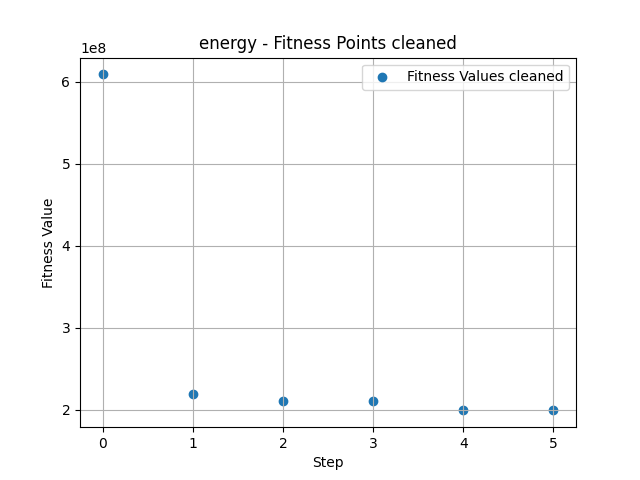 energy - Fitness Points cleaned
1e8
Fitness Values cleaned
6
5
4
3
2
Fitness Value
0 1 2 3 4 5
Step